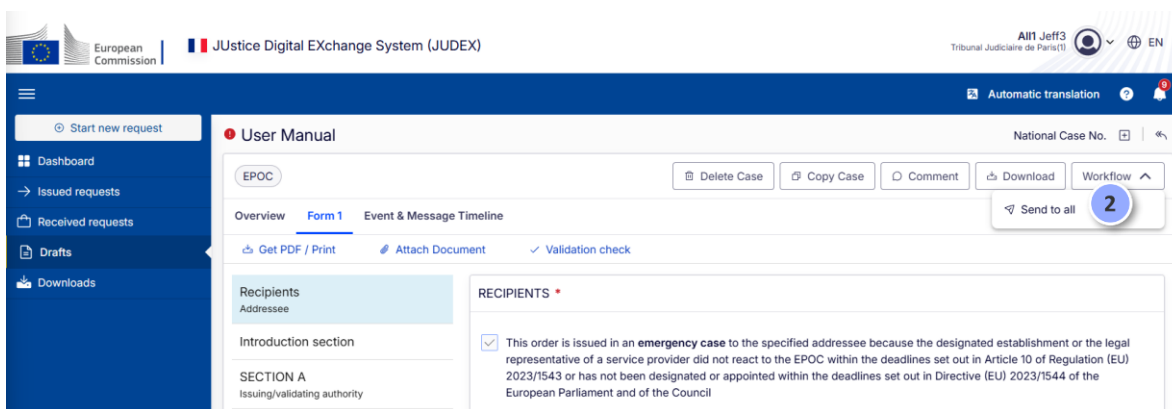 European
Commission
JUstice Digital EXchange System (JUDEX)
All1 Jeff3
Tribunal Judiciaire de Paris(1)
EN
Automatic translation
?
9
Start new request
Dashboard
Issued requests
Received requests
Drafts
Downloads
User Manual
National Case No.
EPOC
Delete Case
Copy Case
Comment
Download
Workflow
Send to all
2
Overview
Form 1
Event & Message Timeline
Get PDF / Print
Attach Document
Validation check
Recipients
Addressee
Introduction section
SECTION A
Issuing/validating authority
RECIPIENTS *
This order is issued in an emergency case to the specified addressee because the designated establishment or the legal
representative of a service provider did not react to the EPOC within the deadlines set out in Article 10 of Regulation (EU)
2023/1543 or has not been designated or appointed within the deadlines set out in Directive (EU) 2023/1544 of the
European Parliament and of the Council